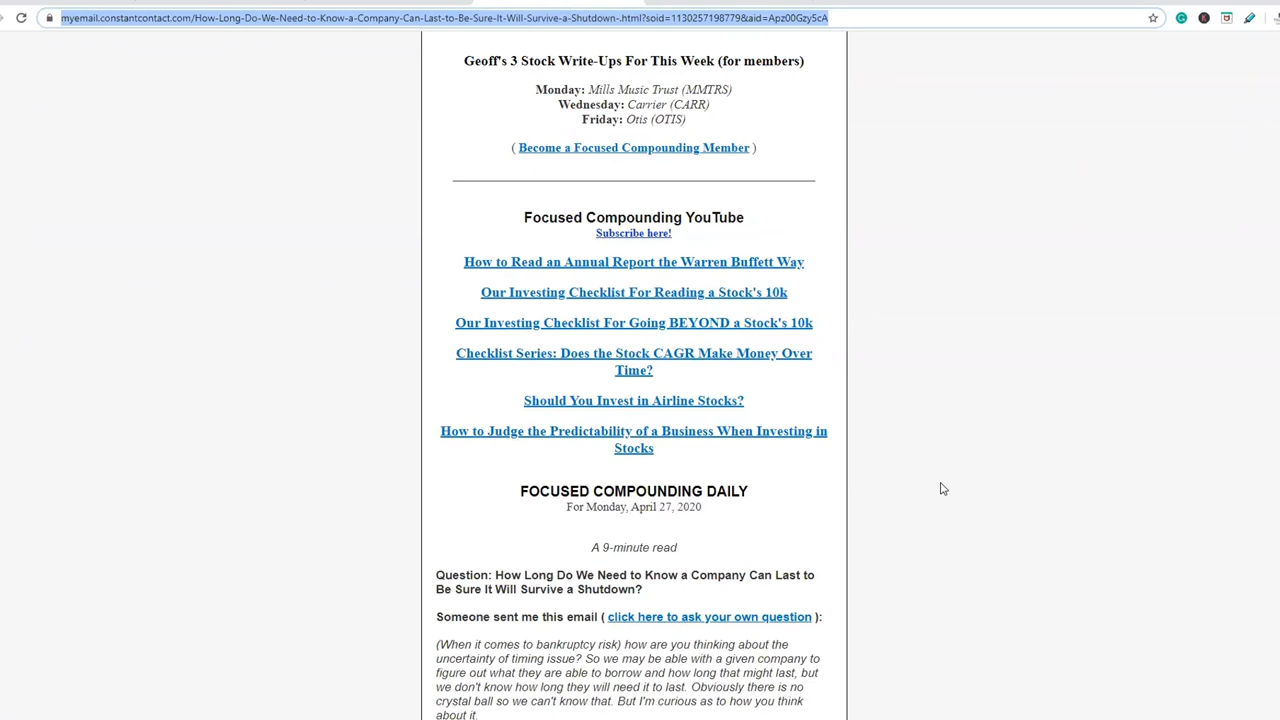 myemail.constantcontact.com/How-Long-Do-We-Need-to-Know-a-Company-Can-Last-to-Be-Sure-It-Will-Survive-a-Shutdown-.html?soid=1130257198779&aid=Apz00Gzy5cA
Geoff's 3 Stock Write-Ups For This Week (for members)
Monday: Mills Music Trust (MMTRS)
Wednesday: Carrier (CARR)
Friday: Otis (OTIS)
( Become a Focused Compounding Member )
Focused Compounding YouTube
Subscribe here!
How to Read an Annual Report the Warren Buffett Way
Our Investing Checklist For Reading a Stock's 10k
Our Investing Checklist For Going BEYOND a Stock's 10k
Checklist Series: Does the Stock CAGR Make Money Over
Time?
Should You Invest in Airline Stocks?
How to Judge the Predictability of a Business When Investing in
Stocks
FOCUSED COMPOUNDING DAILY
For Monday, April 27, 2020
A 9-minute read
Question: How Long Do We Need to Know a Company Can Last to
Be Sure It Will Survive a Shutdown?
Someone sent me this email ( click here to ask your own question ):
(When it comes to bankruptcy risk) how are you thinking about the
uncertainty of timing issue? So we may be able with a given company to
figure out what they are able to borrow and how long that might last, but
we don't know how long they will need it to last. Obviously there is no
crystal ball so we can't know that. But I'm curious as to how you think
about it.